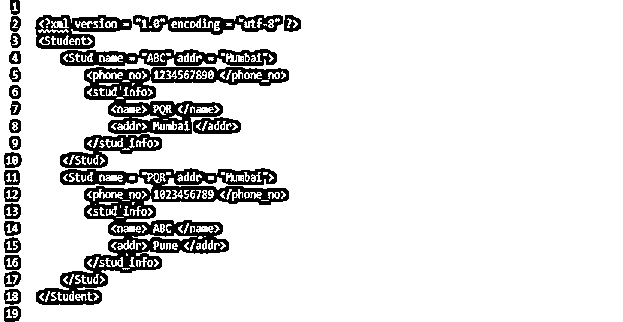 1
2 <?xml version = "1.0" encoding = "utf-8" ?>
3 <Student>
4 <Stud name = "ABC" addr = "Mumbai">
5 <phone_no> 1234567890 </phone_no>
6 <stud_info>
7 <name> PQR </name>
8 <addr> Mumbai </addr>
9 </stud_info>
10 </Stud>
11 <Stud name = "PQR" addr = "Mumbai">
12 <phone_no> 1023456789 </phone_no>
13 <stud_info>
14 <name> ABC </name>
15 <addr> Pune </addr>
16 </stud_info>
17 </Stud>
18 </Student>
19